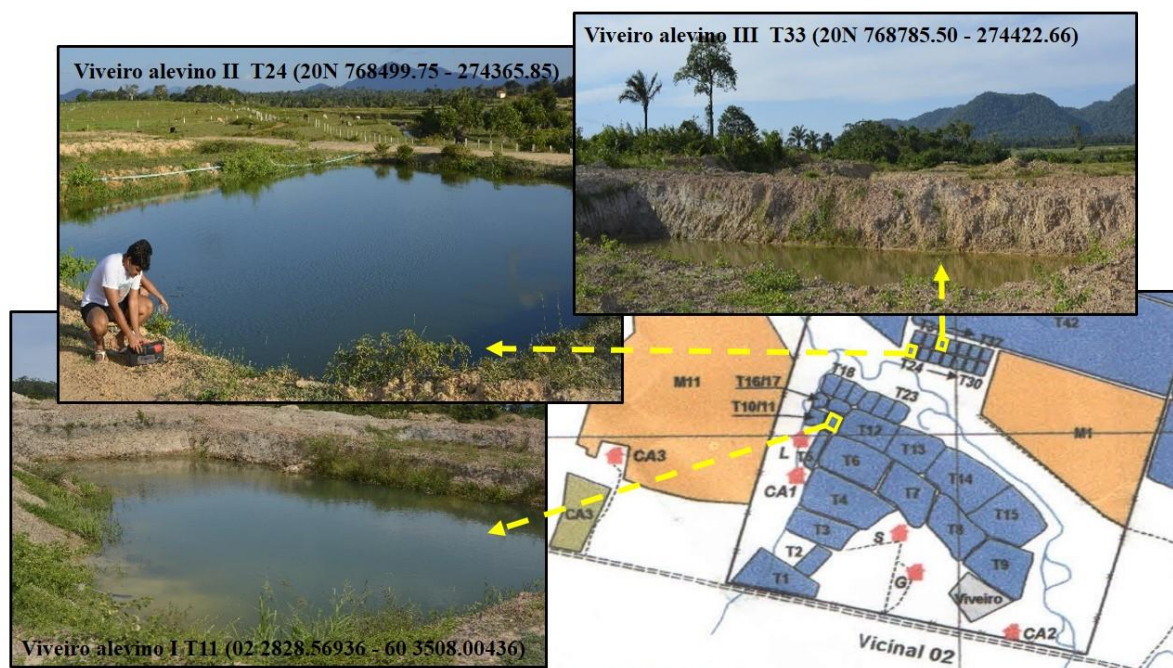 Viveiro alevino III T33 (20N 768785.50 - 274422.66)
Viveiro alevino II T24 (20N 768499.75 - 274365.85)
Viveiro alevino I T11 (02 2828.56936 - 60 3508.00436)
T42
T32
T24
T30
M11
T16/17
T18
T10/11
T23
M1
T12
T13
L
T5
CA3
T6
T14
CA1
T7
CA3
T4
T15
T3
S
T8
T2
T9
T1
G
Viveiro
CA2
Vicinal 02